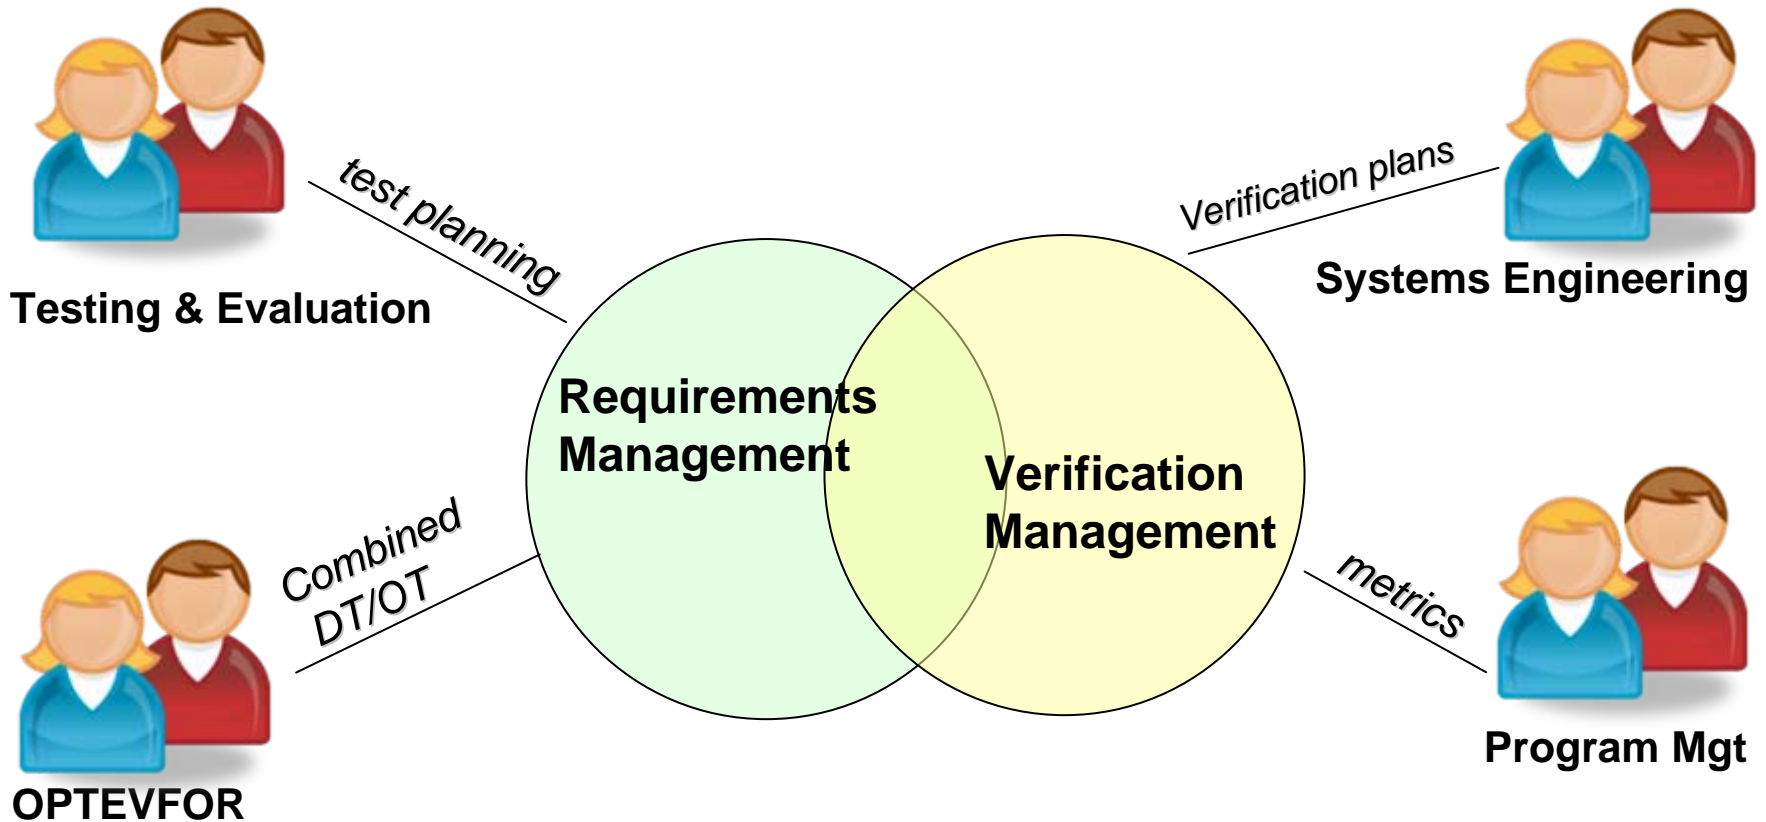 test planning
Verification plans
Testing & Evaluation
Systems Engineering
Requirements
Management
Verification
Management
Combined
DT/OT
metrics
OPTEVFOR
Program Mgt